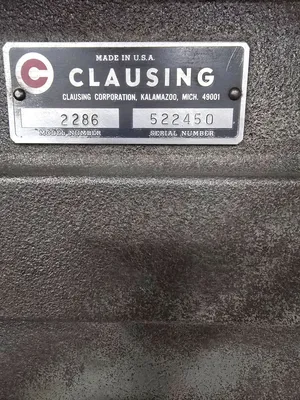 MADE IN U.S.A.
C CLAUSING
CLAUSING CORPORATION, KALAMAZOO, MICH. 49001
2286 522450
MODEL NUMBER SERIAL NUMBER